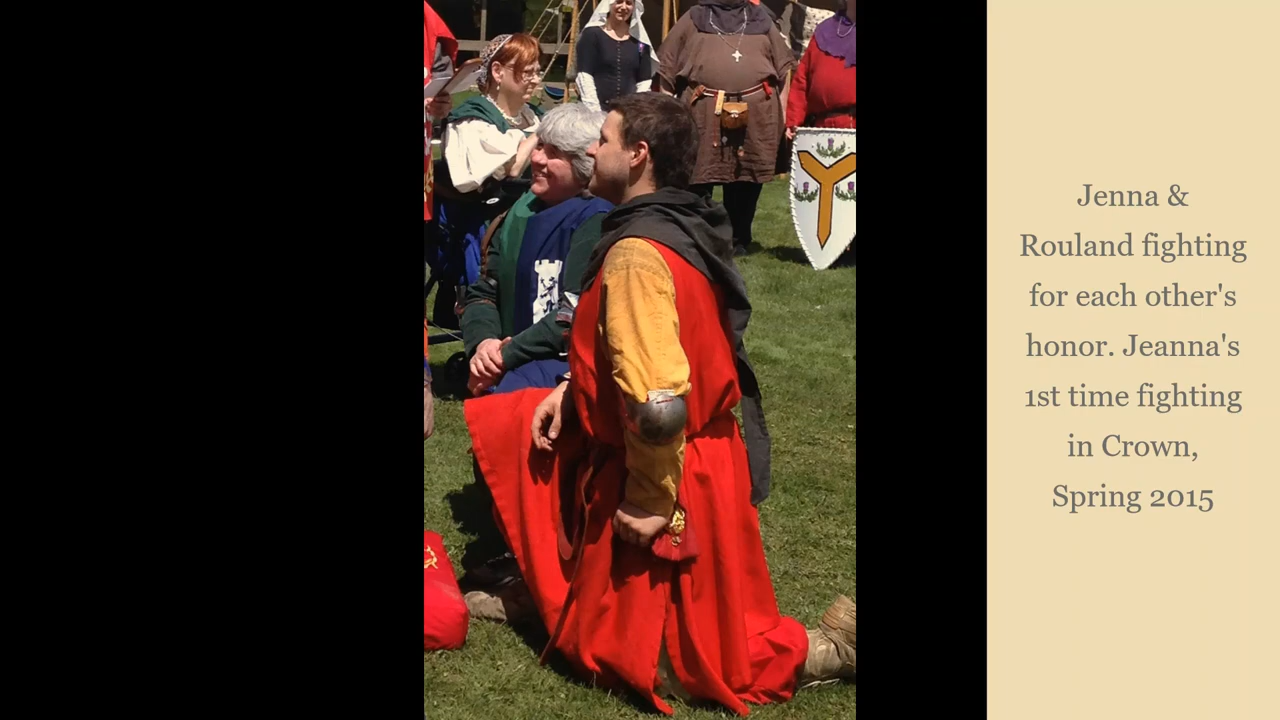 Jenna &
Rouland fighting
for each other's
honor. Jeanna's
1st time fighting
in Crown,
Spring 2015